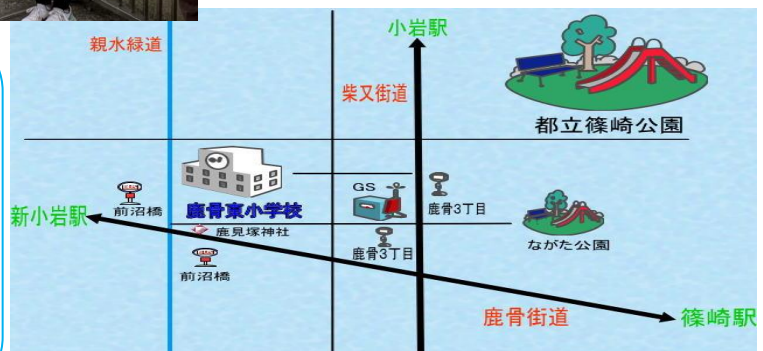 親水緑道
小岩駅
柴又街道
都立篠崎公園
GS
鹿骨3丁目
前沼橋
鹿骨東小学校
新小岩駅
鹿見塚神社
鹿骨3丁目
ながた公園
前沼橋
鹿骨街道
篠崎駅